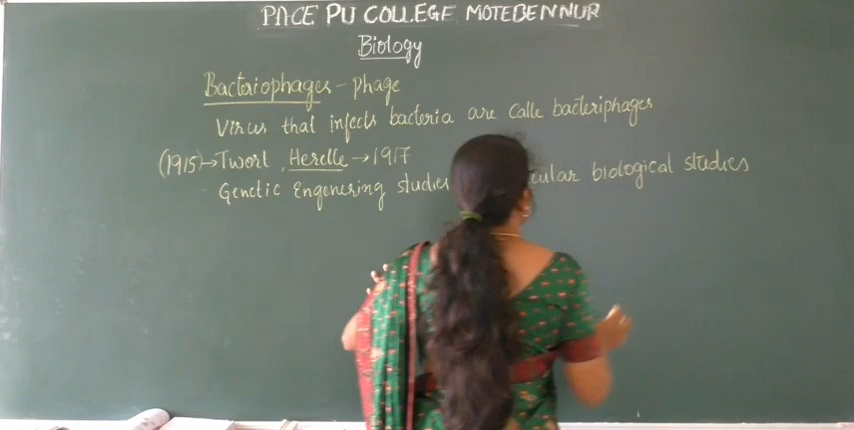 PACE PU COLLEGE MOTEBENNUR
Biology
Bacteriophages - phage
Virus that infects bacteria are calle bacteriphages
(1915)→Twort, Herelle→1917
Genetic Engenering studies cular biological studies